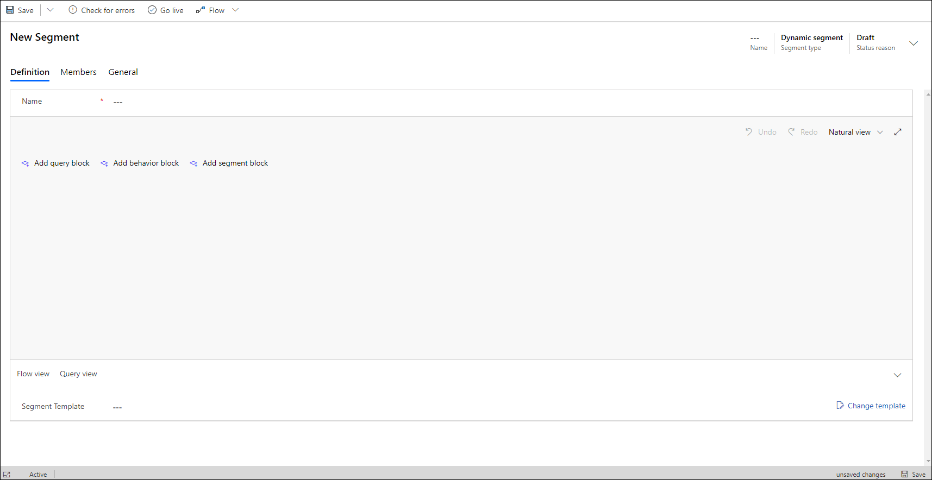 Save Check for errors Go live Flow
New Segment
--- Dynamic segment Draft
Name Segment type Status reason
Definition Members General
Name * ---
Undo Redo Natural view
Add query block Add behavior block Add segment block
Flow view Query view
Segment Template --- Change template
Active unsaved changes Save